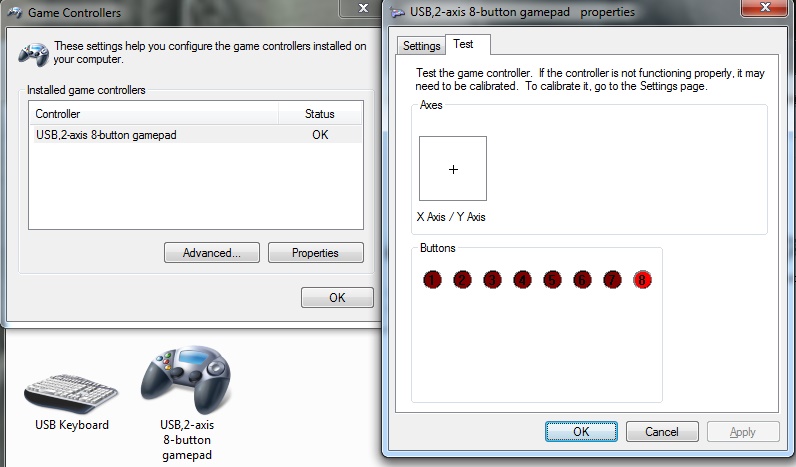 Game Controllers
These settings help you configure the game controllers installed on
your computer.
Installed game controllers
Controller Status
USB,2-axis 8-button gamepad OK
Advanced... Properties
OK
USB Keyboard
USB,2-axis
8-button
gamepad
USB,2-axis 8-button gamepad properties
Settings Test
Test the game controller. If the controller is not functioning properly, it may
need to be calibrated. To calibrate it, go to the Settings page.
Axes
X Axis / Y Axis
Buttons
1 2 3 4 5 6 7 8
OK Cancel Apply